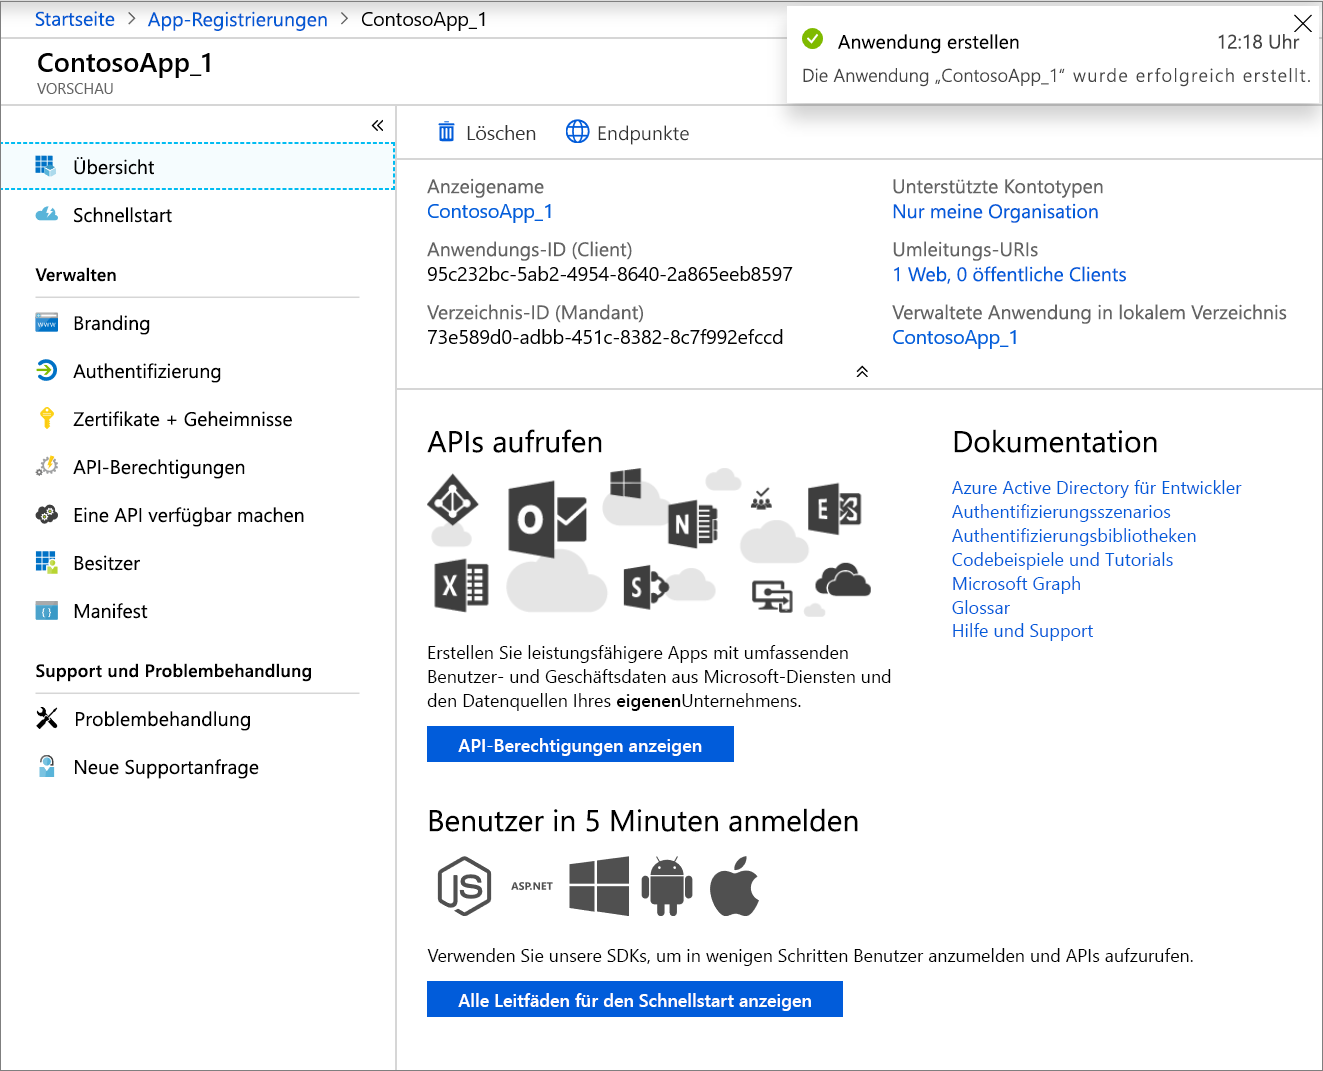 Startseite > App-Registrierungen > ContosoApp_1
ContosoApp_1
VORSCHAU
Anwendung erstellen 12:18 Uhr
Die Anwendung „ContosoApp_1“ wurde erfolgreich erstellt.
«
Übersicht
Schnellstart
Verwalten
Branding
Authentifizierung
Zertifikate + Geheimnisse
API-Berechtigungen
Eine API verfügbar machen
Besitzer
Manifest
Support und Problembehandlung
Problembehandlung
Neue Supportanfrage
Löschen Endpunkte
Anzeigename
ContosoApp_1
Anwendungs-ID (Client)
95c232bc-5ab2-4954-8640-2a865eeb8597
Verzeichnis-ID (Mandant)
73e589d0-adbb-451c-8382-8c7f992efccd
Unterstützte Kontotypen
Nur meine Organisation
Umleitungs-URIs
1 Web, 0 öffentliche Clients
Verwaltete Anwendung in lokalem Verzeichnis
ContosoApp_1
APIs aufrufen
Erstellen Sie leistungsfähigere Apps mit umfassenden
Benutzer- und Geschäftsdaten aus Microsoft-Diensten und
den Datenquellen Ihres eigenenUnternehmens.
API-Berechtigungen anzeigen
Dokumentation
Azure Active Directory für Entwickler
Authentifizierungsszenarios
Authentifizierungsbibliotheken
Codebeispiele und Tutorials
Microsoft Graph
Glossar
Hilfe und Support
Benutzer in 5 Minuten anmelden
JS ASP.NET
Verwenden Sie unsere SDKs, um in wenigen Schritten Benutzer anzumelden und APIs aufzurufen.
Alle Leitfäden für den Schnellstart anzeigen